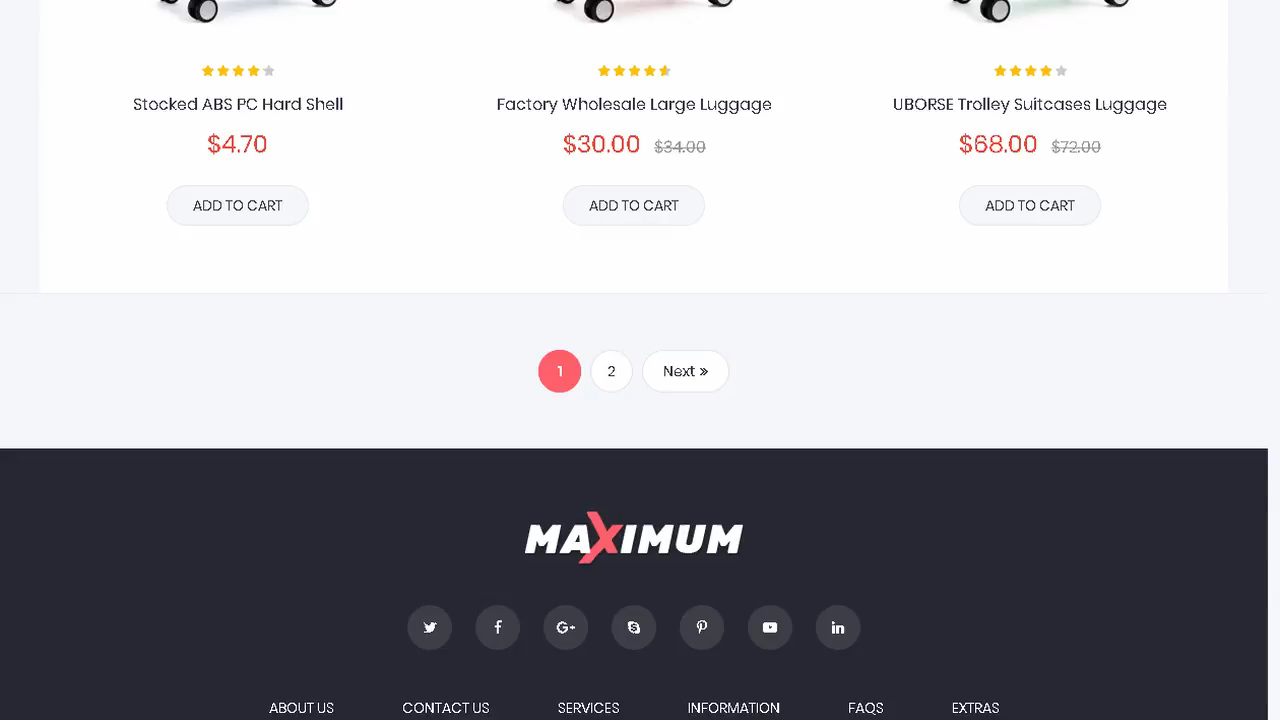 Stocked ABS PC Hard Shell
Factory Wholesale Large Luggage
UBORSE Trolley Suitcases Luggage
$4.70
$30.00 $34.00
$68.00 $72.00
ADD TO CART
ADD TO CART
ADD TO CART
1 2 Next »
MAXIMUM
ABOUT US CONTACT US SERVICES INFORMATION FAQS EXTRAS